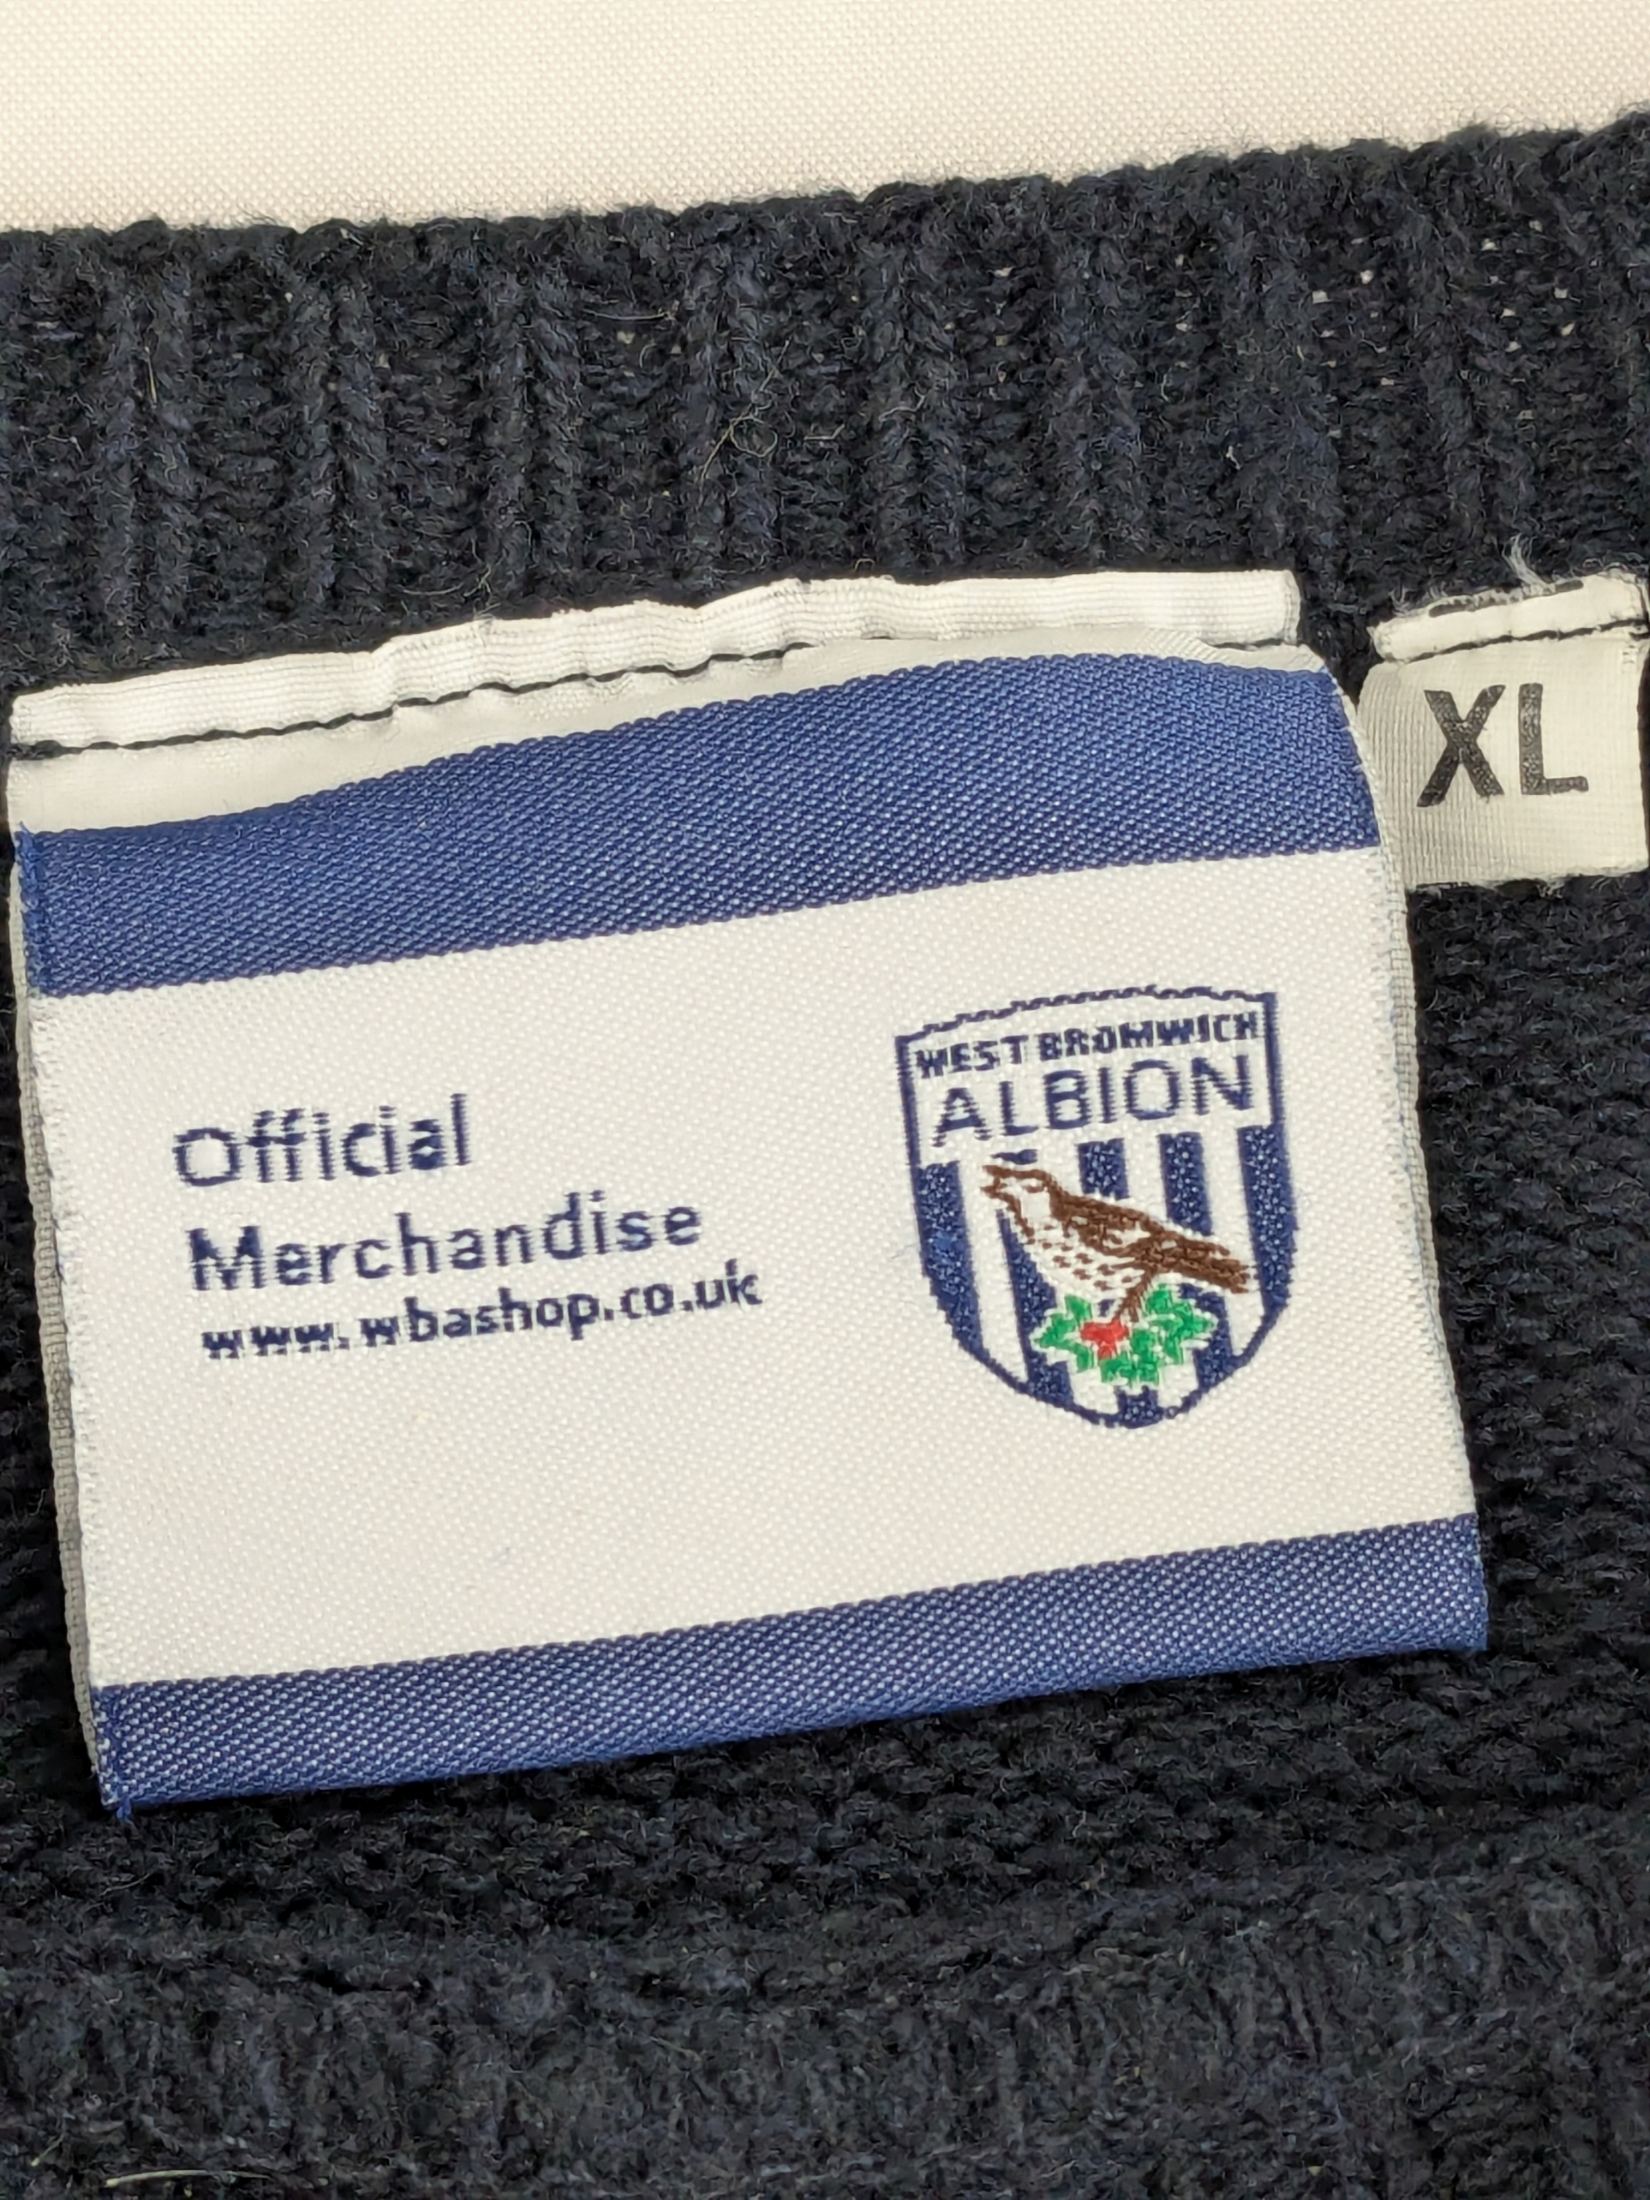 XL
WEST BROMWICH
ALBION
Official
Merchandise
www.wbashop.co.uk